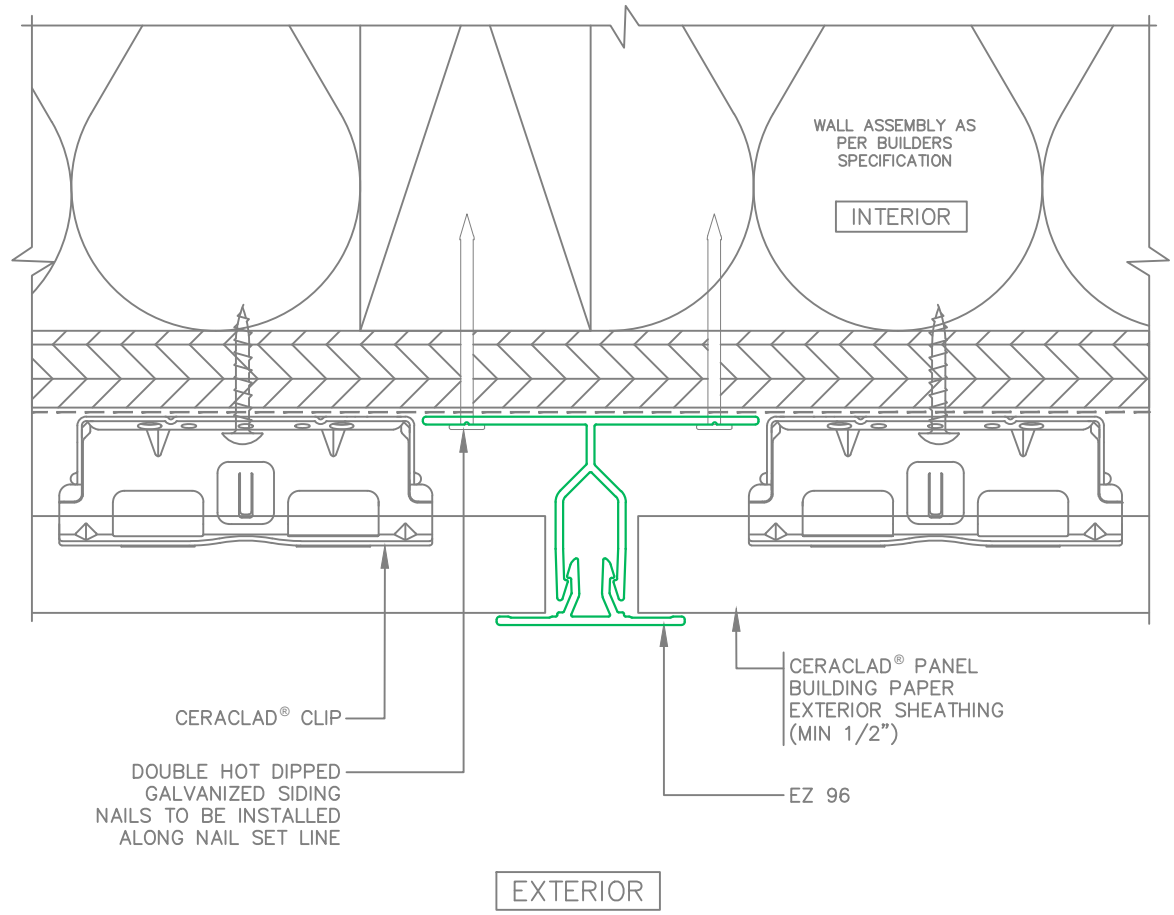 WALL ASSEMBLY AS
PER BUILDERS
SPECIFICATION
INTERIOR
CERACLAD® CLIP
DOUBLE HOT DIPPED
GALVANIZED SIDING
NAILS TO BE INSTALLED
ALONG NAIL SET LINE
CERACLAD® PANEL
BUILDING PAPER
EXTERIOR SHEATHING
(MIN 1/2”)
EZ 96
EXTERIOR